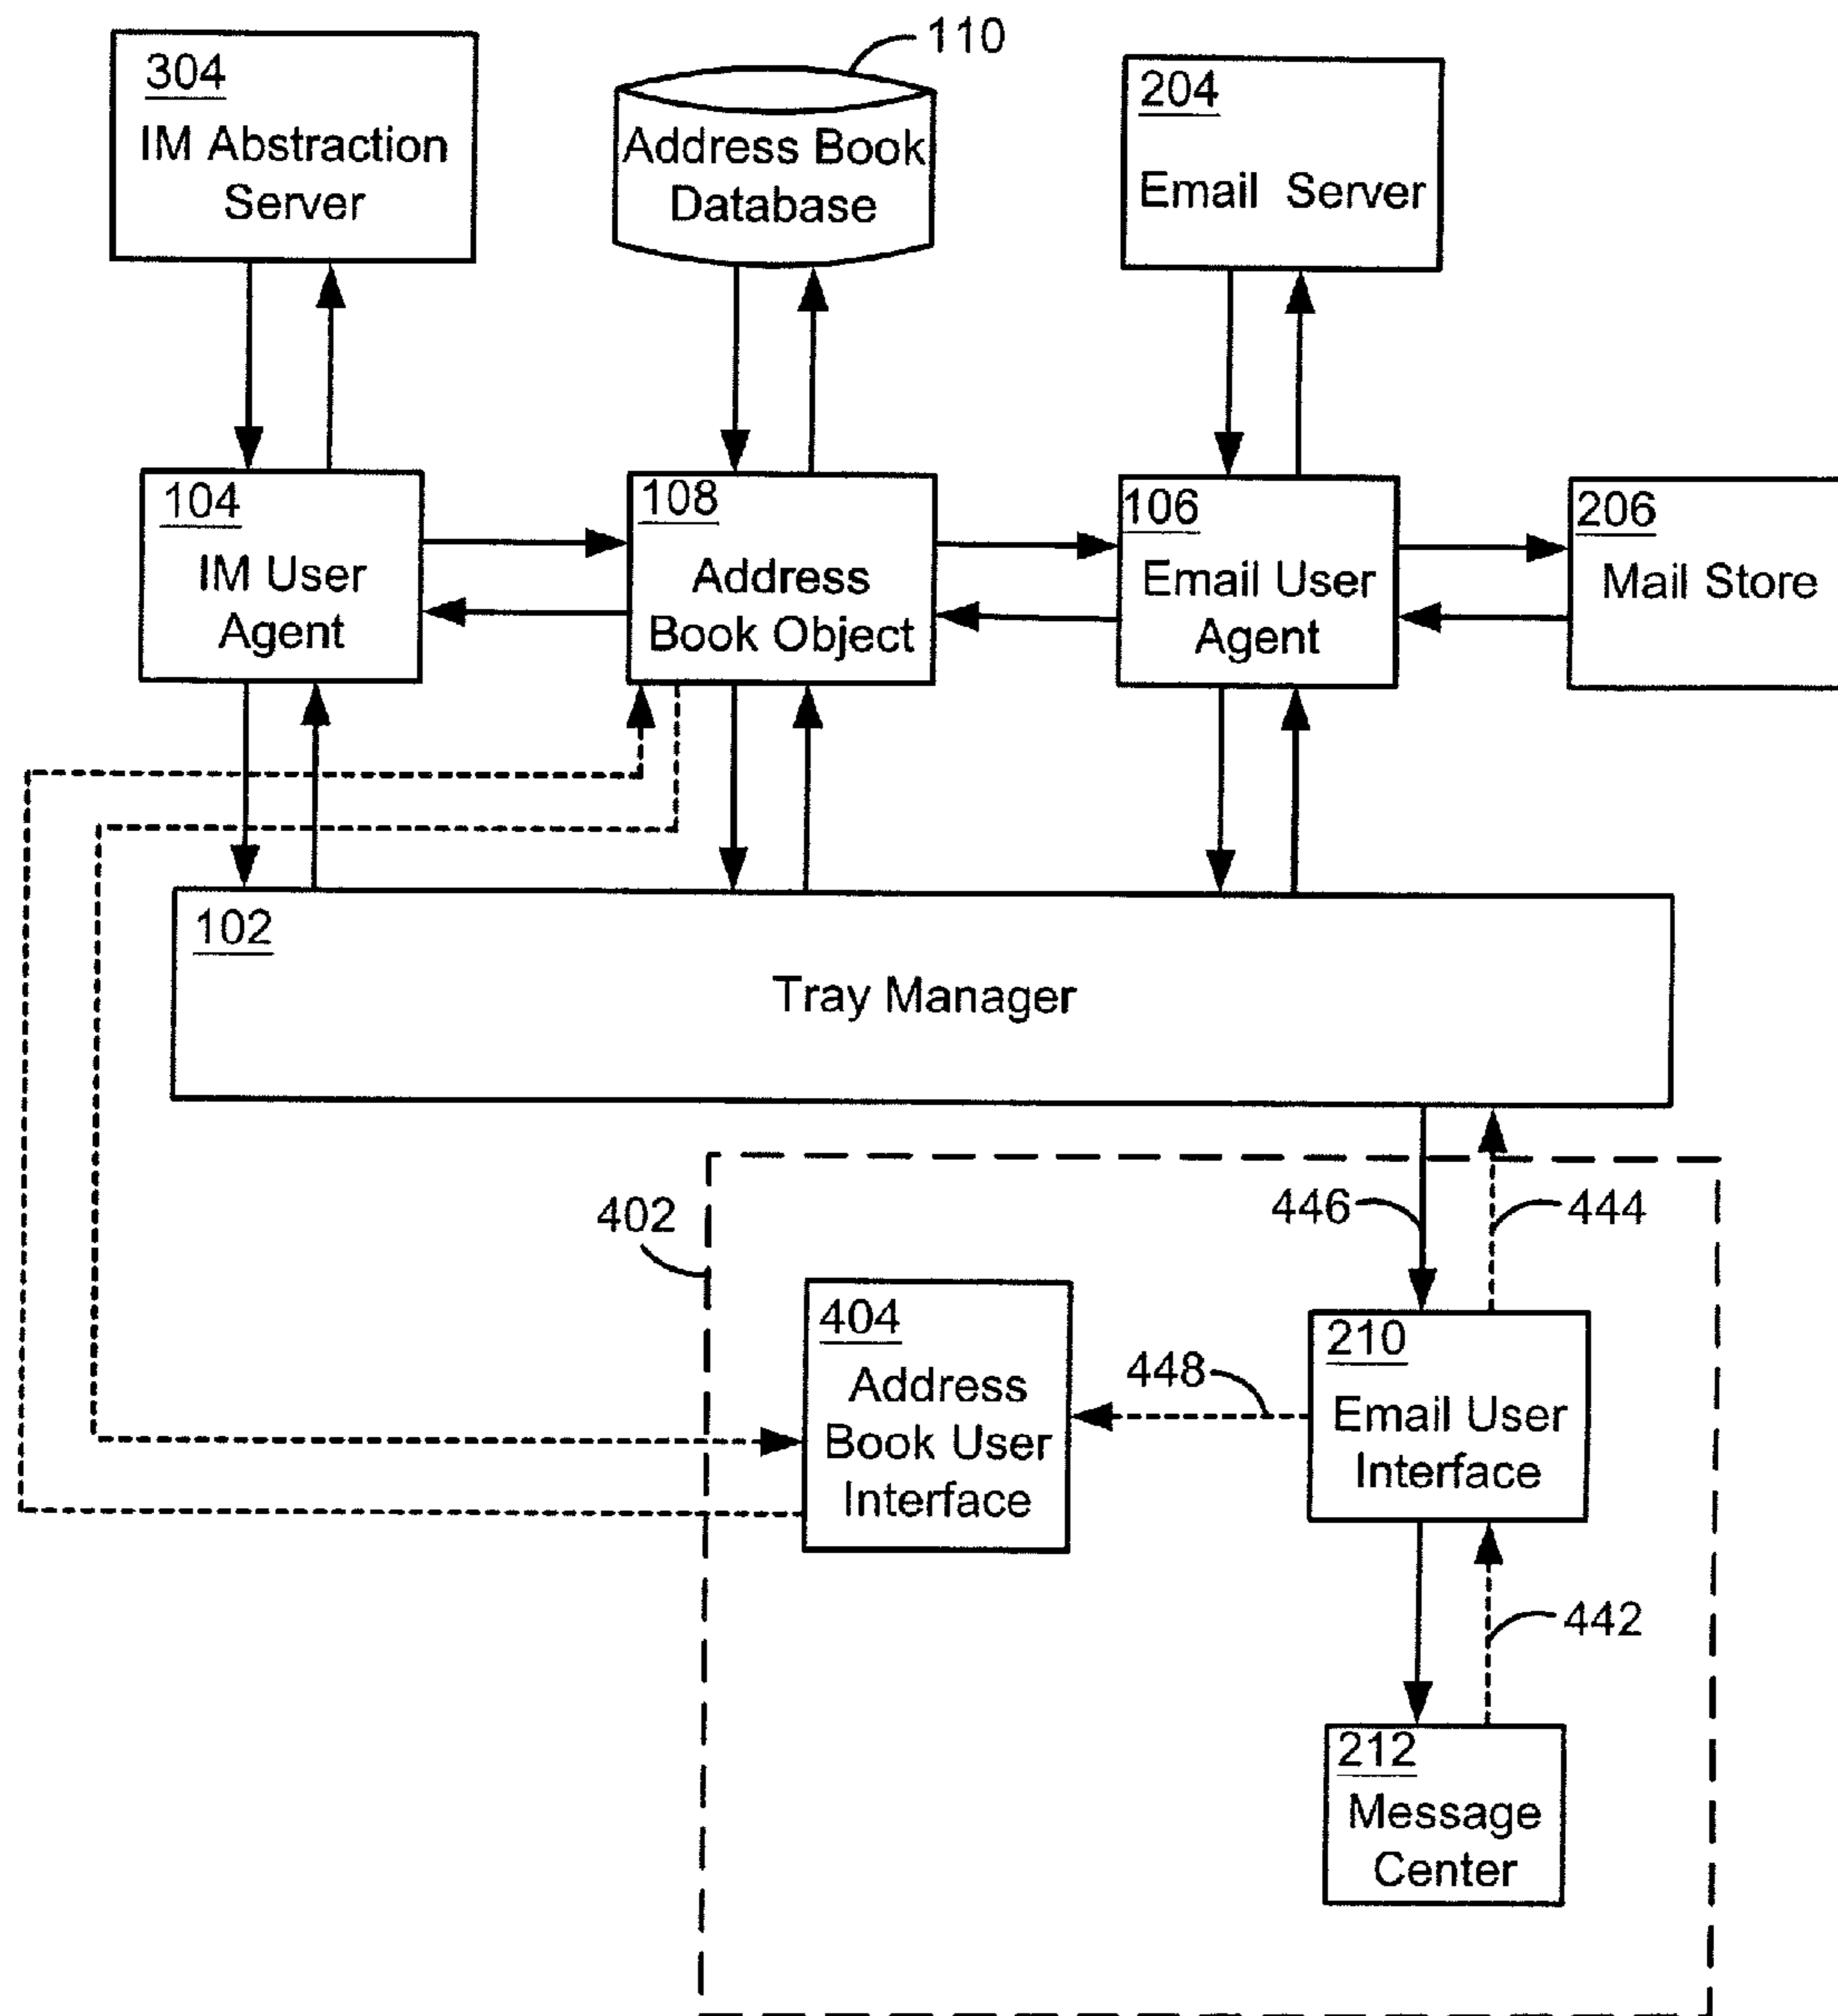 110
304
IM Abstraction
Server
Address Book
Database
204
Email Server
104
IM User
Agent
108
Address
Book Object
106
Email User
Agent
206
Mail Store
102
Tray Manager
402
446
444
404
Address
Book User
Interface
448
210
Email User
Interface
442
212
Message
Center